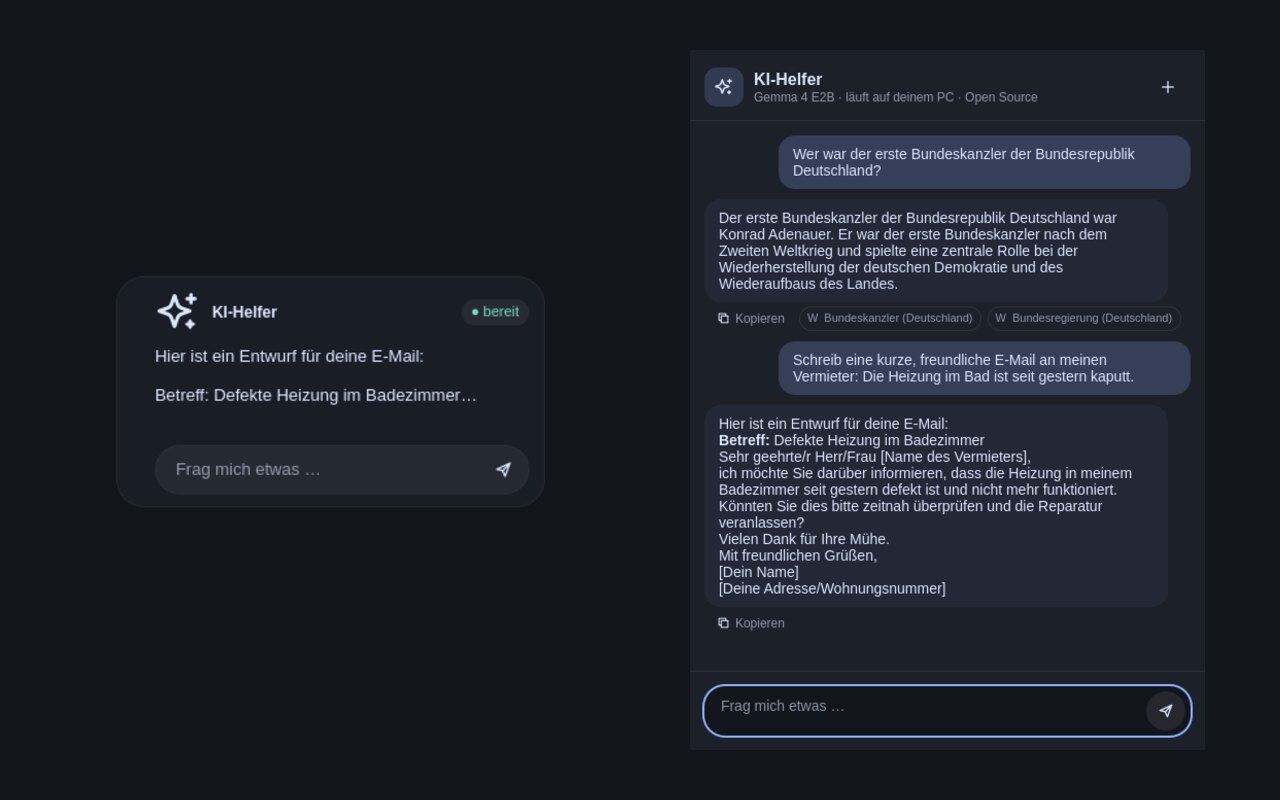 KI-Helfer
● bereit
Hier ist ein Entwurf für deine E-Mail:
Betreff: Defekte Heizung im Badezimmer…
Frag mich etwas …
KI-Helfer
Gemma 4 E2B · läuft auf deinem PC · Open Source
Wer war der erste Bundeskanzler der Bundesrepublik
Deutschland?
Der erste Bundeskanzler der Bundesrepublik Deutschland war
Konrad Adenauer. Er war der erste Bundeskanzler nach dem
Zweiten Weltkrieg und spielte eine zentrale Rolle bei der
Wiederherstellung der deutschen Demokratie und des
Wiederaufbaus des Landes.
Kopieren W Bundeskanzler (Deutschland) W Bundesregierung (Deutschland)
Schreib eine kurze, freundliche E-Mail an meinen
Vermieter: Die Heizung im Bad ist seit gestern kaputt.
Hier ist ein Entwurf für deine E-Mail:
Betreff: Defekte Heizung im Badezimmer
Sehr geehrte/r Herr/Frau [Name des Vermieters],
ich möchte Sie darüber informieren, dass die Heizung in meinem
Badezimmer seit gestern defekt ist und nicht mehr funktioniert.
Könnten Sie dies bitte zeitnah überprüfen und die Reparatur
veranlassen?
Vielen Dank für Ihre Mühe.
Mit freundlichen Grüßen,
[Dein Name]
[Deine Adresse/Wohnungsnummer]
Kopieren
Frag mich etwas …